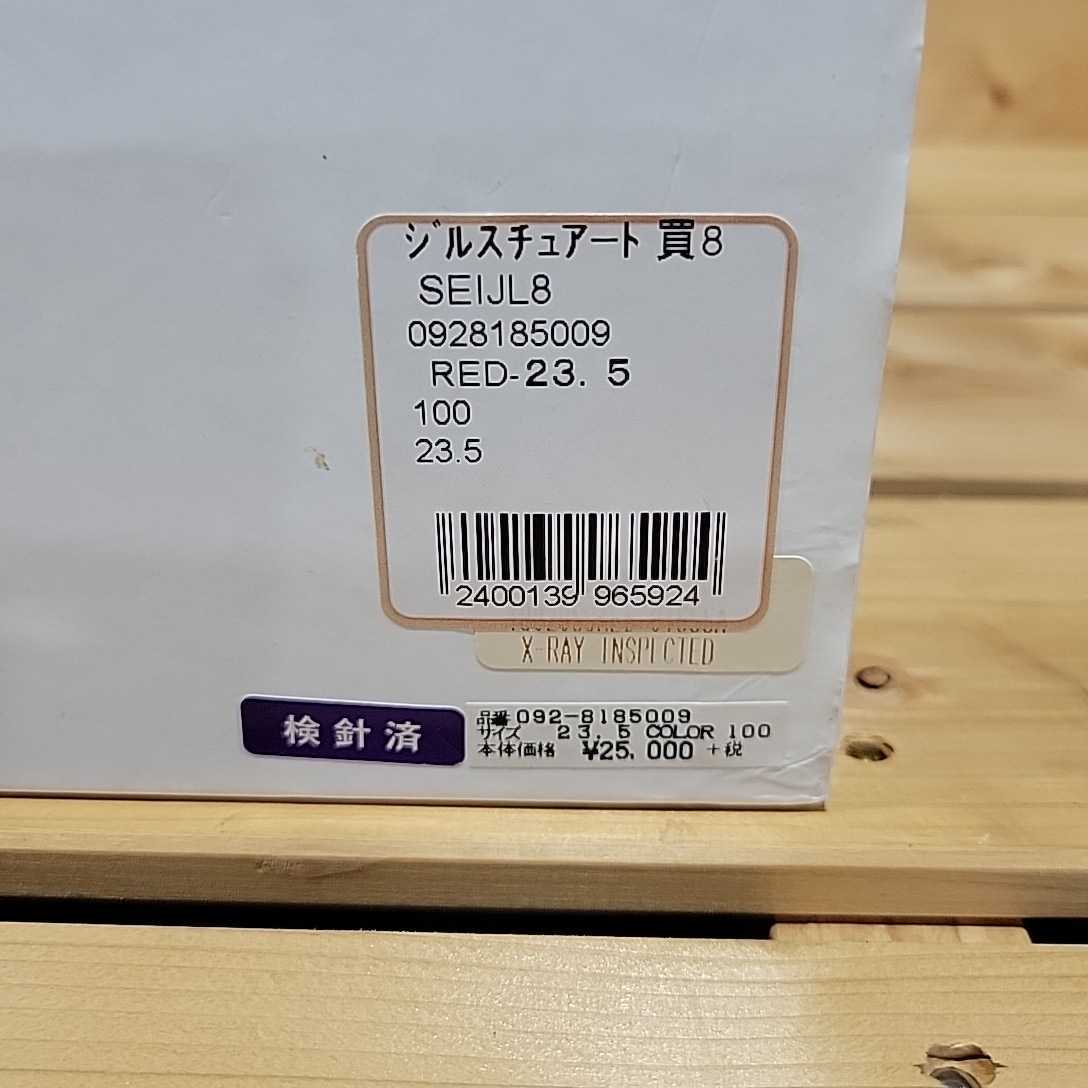 ｼﾞﾙスチュアート 買8
SEIJL8
0928185009
RED-23. 5
100
23.5
2400139 965924
X-RAY INSPECTED
検針済
品番 092-8185009
サイズ 23. 5 COLOR 100
本体価格 ¥25, 000 +税